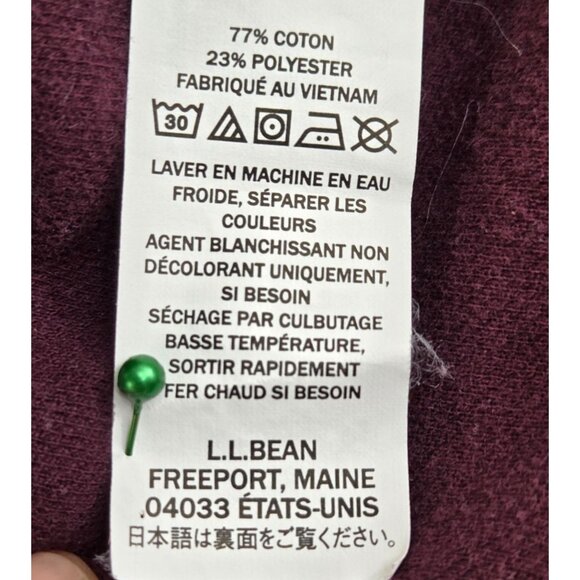 77% COTON
23% POLYESTER
FABRIQUÉ AU VIETNAM
30
LAVER EN MACHINE EN EAU
FROIDE, SÉPARER LES
COULEURS
AGENT BLANCHISSANT NON
DÉCOLORANT UNIQUEMENT,
SI BESOIN
SÉCHAGE PAR CULBUTAGE
BASSE TEMPÉRATURE,
SORTIR RAPIDEMENT
FER CHAUD SI BESOIN
L.L.BEAN
FREEPORT, MAINE
04033 ÉTATS-UNIS
日本語は裏面をご覧ください。